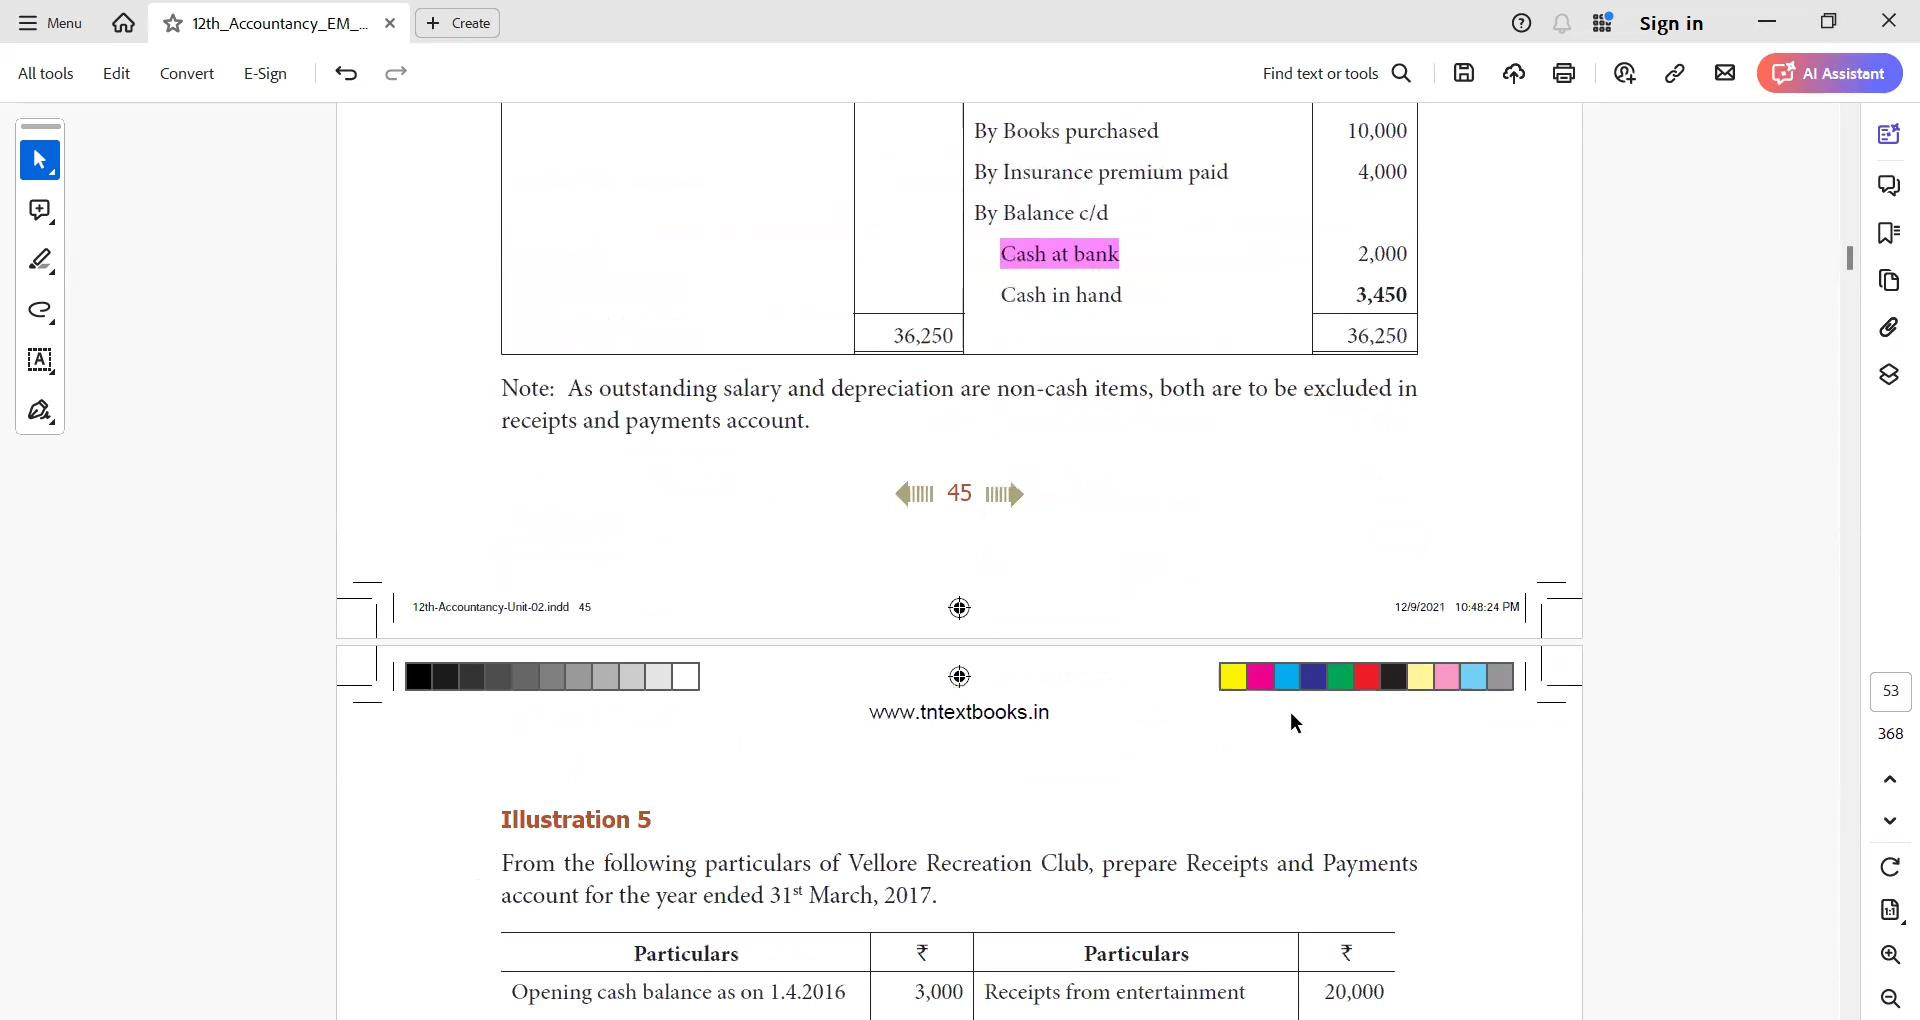 Menu
12th_Accountancy_EM_...
Create
Sign in
All tools
Edit
Convert
E-Sign
Find text or tools
AI Assistant
By Books purchased 10,000
By Insurance premium paid 4,000
By Balance c/d
Cash at bank 2,000
Cash in hand 3,450
36,250 36,250
Note: As outstanding salary and depreciation are non-cash items, both are to be excluded in
receipts and payments account.
45
12th-Accountancy-Unit-02.indd 45 12/9/2021 10:48:24 PM
www.tntextbooks.in
53
368
Illustration 5
From the following particulars of Vellore Recreation Club, prepare Receipts and Payments
account for the year ended 31st March, 2017.
Particulars ₹ Particulars ₹
Opening cash balance as on 1.4.2016 3,000 Receipts from entertainment 20,000